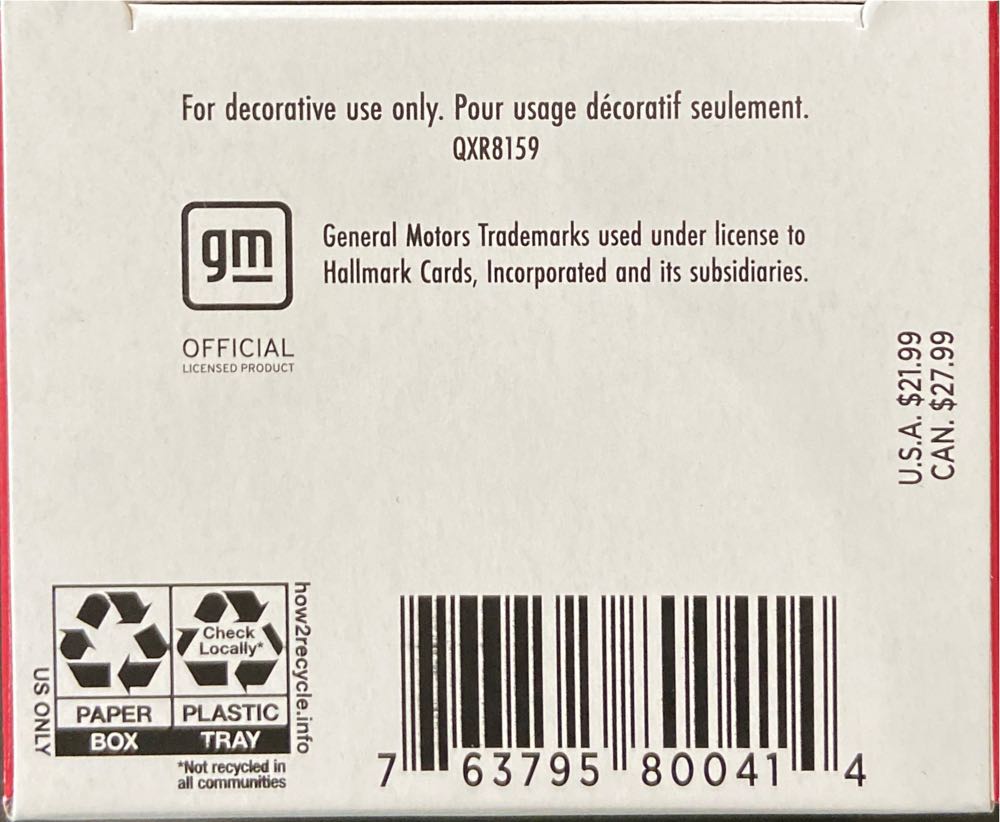 For decorative use only. Pour usage décoratif seulement.
QXR8159
gm
General Motors Trademarks used under license to
Hallmark Cards, Incorporated and its subsidiaries.
OFFICIAL
LICENSED PRODUCT
U.S.A. $21.99
CAN. $27.99
US ONLY
Check
Locally*
PAPER
PLASTIC
BOX
TRAY
*Not recycled in
all communities
how2recycle.info
7 63795 80041 4